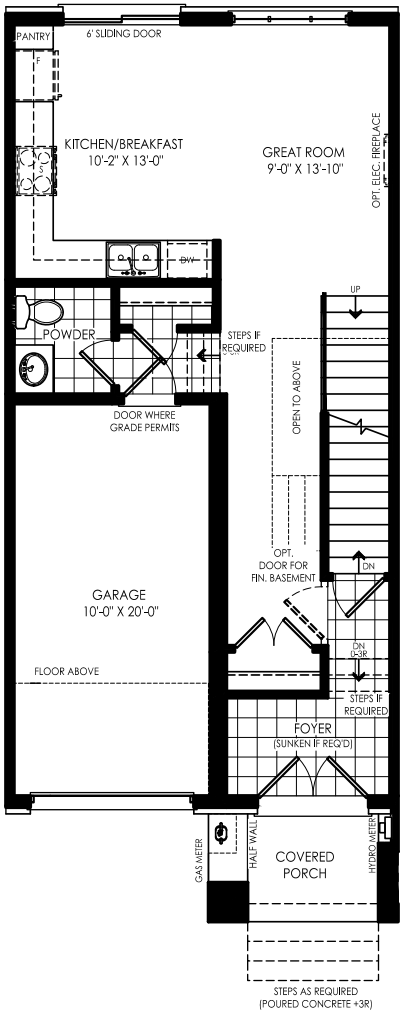 6' SLIDING DOOR
PANTRY
F
KITCHEN/BREAKFAST
10'-2" X 13'-0"
GREAT ROOM
9'-0" X 13'-10"
OPT. ELEC. FIREPLACE
S
DW
UP
POWDER
STEPS IF
REQUIRED
OPEN TO ABOVE
DOOR WHERE
GRADE PERMITS
OPT.
DOOR FOR
FIN. BASEMENT
DN
GARAGE
10'-0" X 20'-0"
DN
0-3R
FLOOR ABOVE
STEPS IF
REQUIRED
FOYER
(SUNKEN IF REQ'D)
GAS METER
HALF WALL
HYDRO METER
COVERED
PORCH
STEPS AS REQUIRED
(POURED CONCRETE +3R)